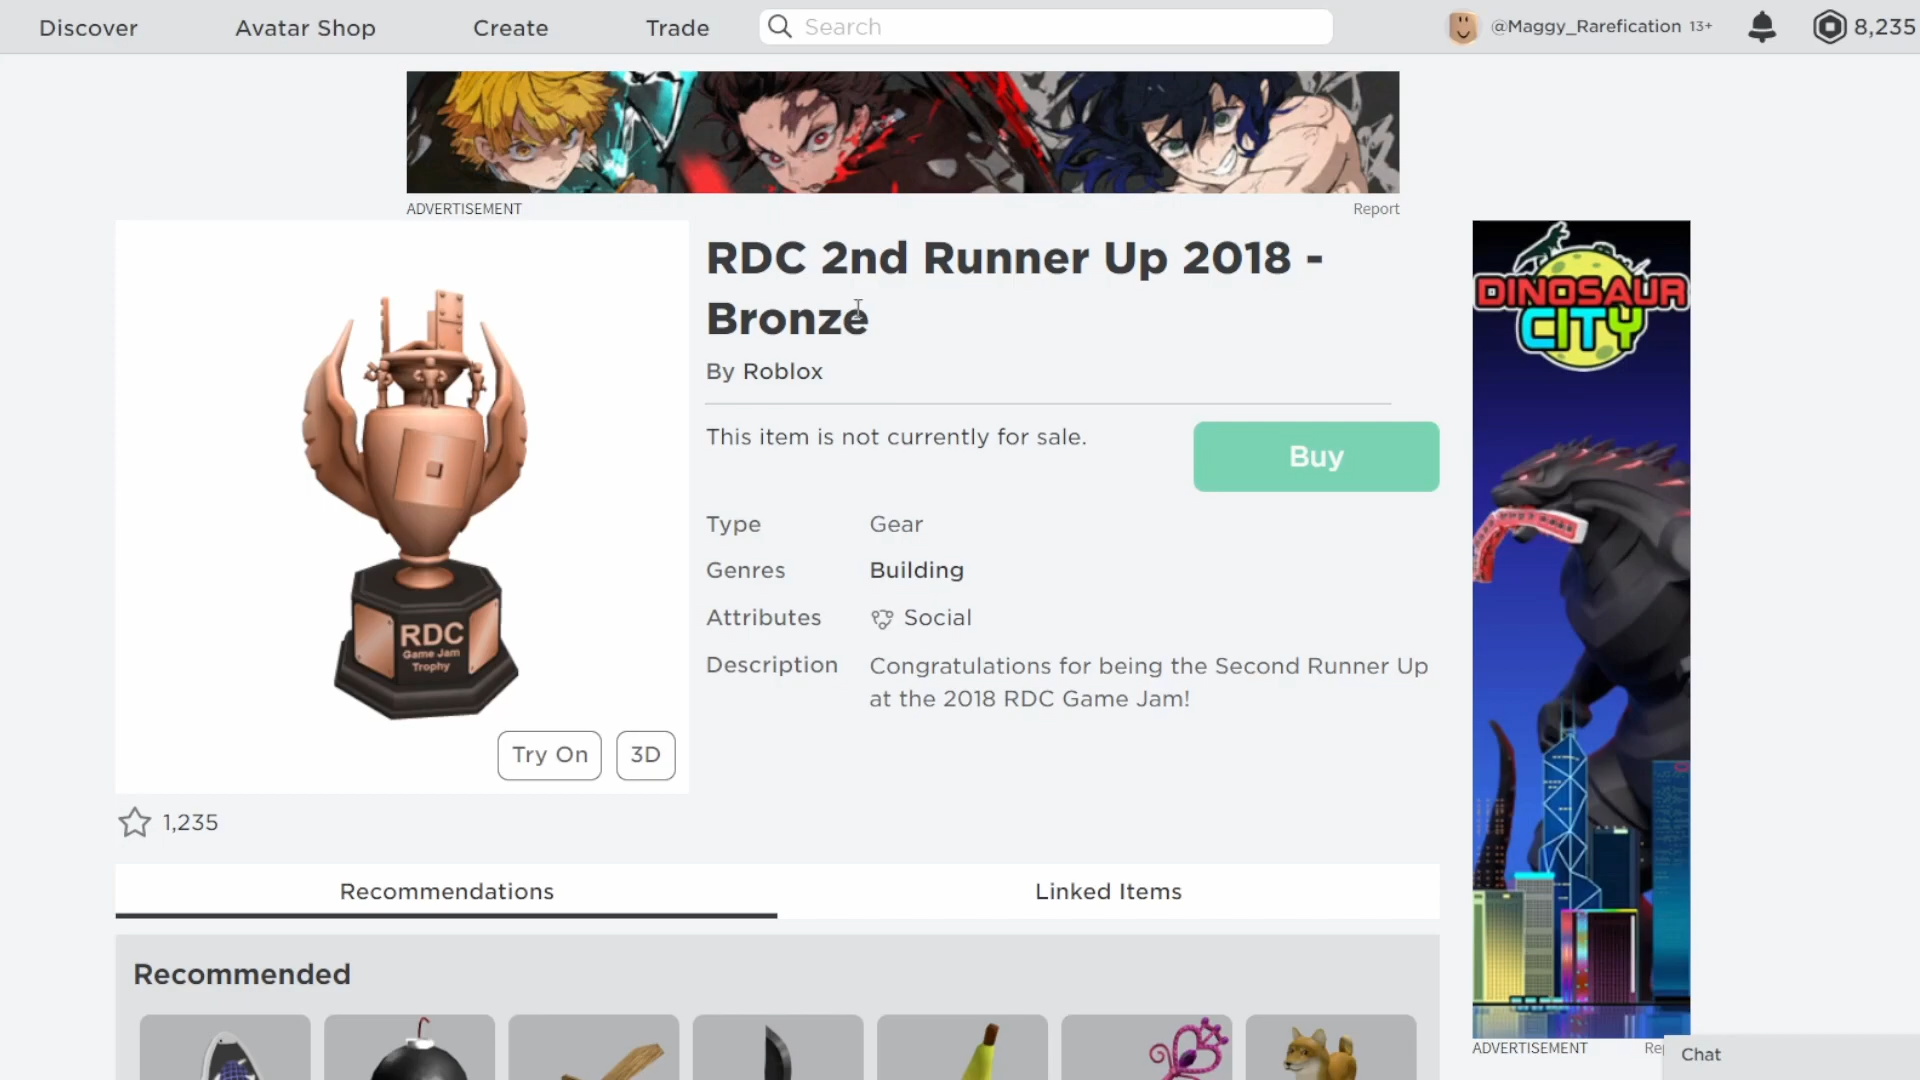 Discover Avatar Shop Create Trade Search @Maggy_Rarefication 13+ 8,235
ADVERTISEMENT Report
RDC 2nd Runner Up 2018 -
Bronze
By Roblox
This item is not currently for sale.
Buy
Type Gear
Genres Building
Attributes Social
Description Congratulations for being the Second Runner Up
at the 2018 RDC Game Jam!
RDC
Game Jam
Trophy
Try On 3D
1,235
DINOSAUR
CITY
Recommendations Linked Items
Recommended
ADVERTISEMENT
Chat